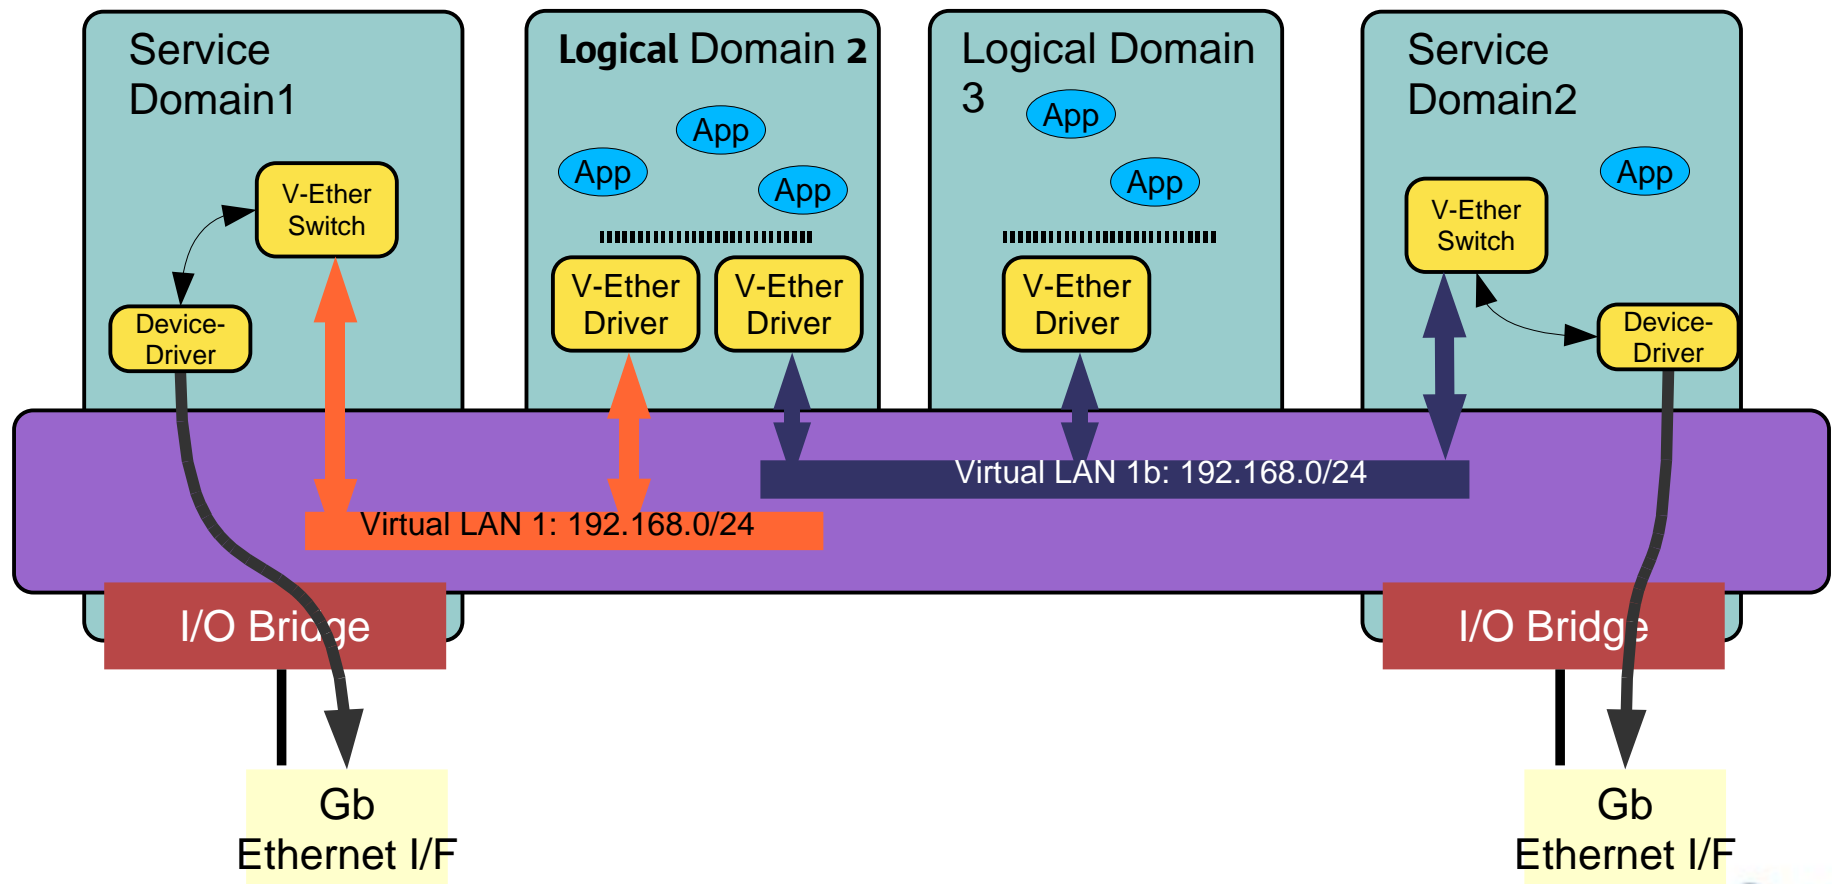 Service
Domain1
V-Ether
Switch
Device-
Driver
Logical Domain 2
App
App
App
V-Ether
Driver
V-Ether
Driver
Logical Domain
3
App
App
V-Ether
Driver
Service
Domain2
App
V-Ether
Switch
Device-
Driver
Virtual LAN 1b: 192.168.0/24
Virtual LAN 1: 192.168.0/24
I/O Bridge
I/O Bridge
Gb
Ethernet I/F
Gb
Ethernet I/F